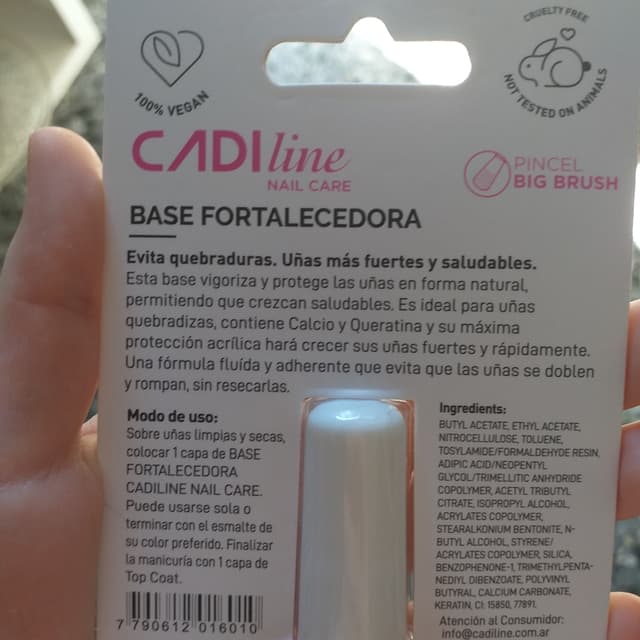 100% VEGAN
CRUELTY FREE
NOT TESTED ON ANIMALS
CADIline
NAIL CARE
PINCEL
BIG BRUSH
BASE FORTALECEDORA
Evita quebraduras. Uñas más fuertes y saludables.
Esta base vigoriza y protege las uñas en forma natural,
permitiendo que crezcan saludables. Es ideal para uñas
quebradizas, contiene Calcio y Queratina y su máxima
protección acrílica hará crecer sus uñas fuertes y rápidamente.
Una fórmula fluída y adherente que evita que las uñas se doblen
y rompan, sin resecarlas.
Modo de uso:
Sobre uñas limpias y secas,
colocar 1 capa de BASE
FORTALECEDORA
CADILINE NAIL CARE.
Puede usarse sola o
terminar con el esmalte de
su color preferido. Finalizar
la manicuría con 1 capa de
Top Coat.
7 790612 016010
Ingredients:
BUTYL ACETATE, ETHYL ACETATE,
NITROCELLULOSE, TOLUENE,
TOSYLAMIDE/FORMALDEHYDE RESIN,
ADIPIC ACID/NEOPENTYL
GLYCOL/TRIMELLITIC ANHYDRIDE
COPOLYMER, ACETYL TRIBUTYL
CITRATE, ISOPROPYL ALCOHOL,
ACRYLATES COPOLYMER,
STEARALKONIUM BENTONITE, N-
BUTYL ALCOHOL, STYRENE/
ACRYLATES COPOLYMER, SILICA,
BENZOPHENONE-1, TRIMETHYLPENTA-
NEDIYL DIBENZOATE, POLYVINYL
BUTYRAL, CALCIUM CARBONATE,
KERATIN, CI: 15850, 77891.
Atención al Consumidor:
info@cadiline.com.ar